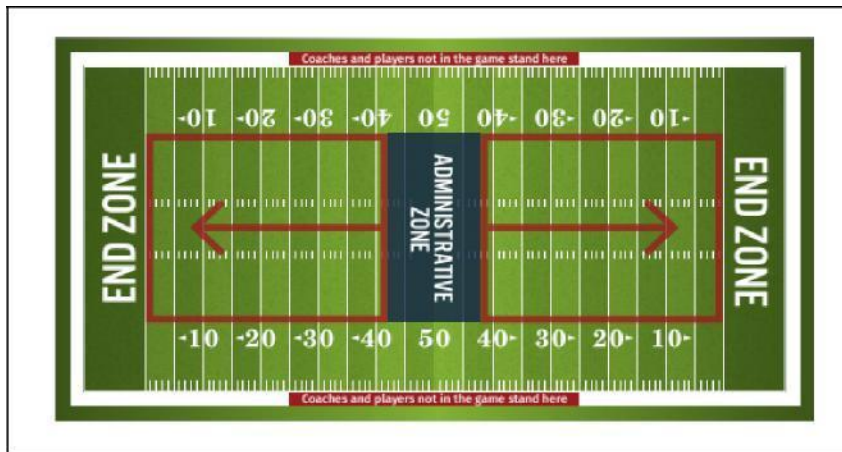 Coaches and players not in the game stand here
◂10 ◂20 ◂30 ◂40 50 40▸ 30▸ 20▸ 10▸
END ZONE
ADMINISTRATIVE
ZONE
END ZONE
◂10 ◂20 ◂30 ◂40 50 40▸ 30▸ 20▸ 10▸
Coaches and players not in the game stand here